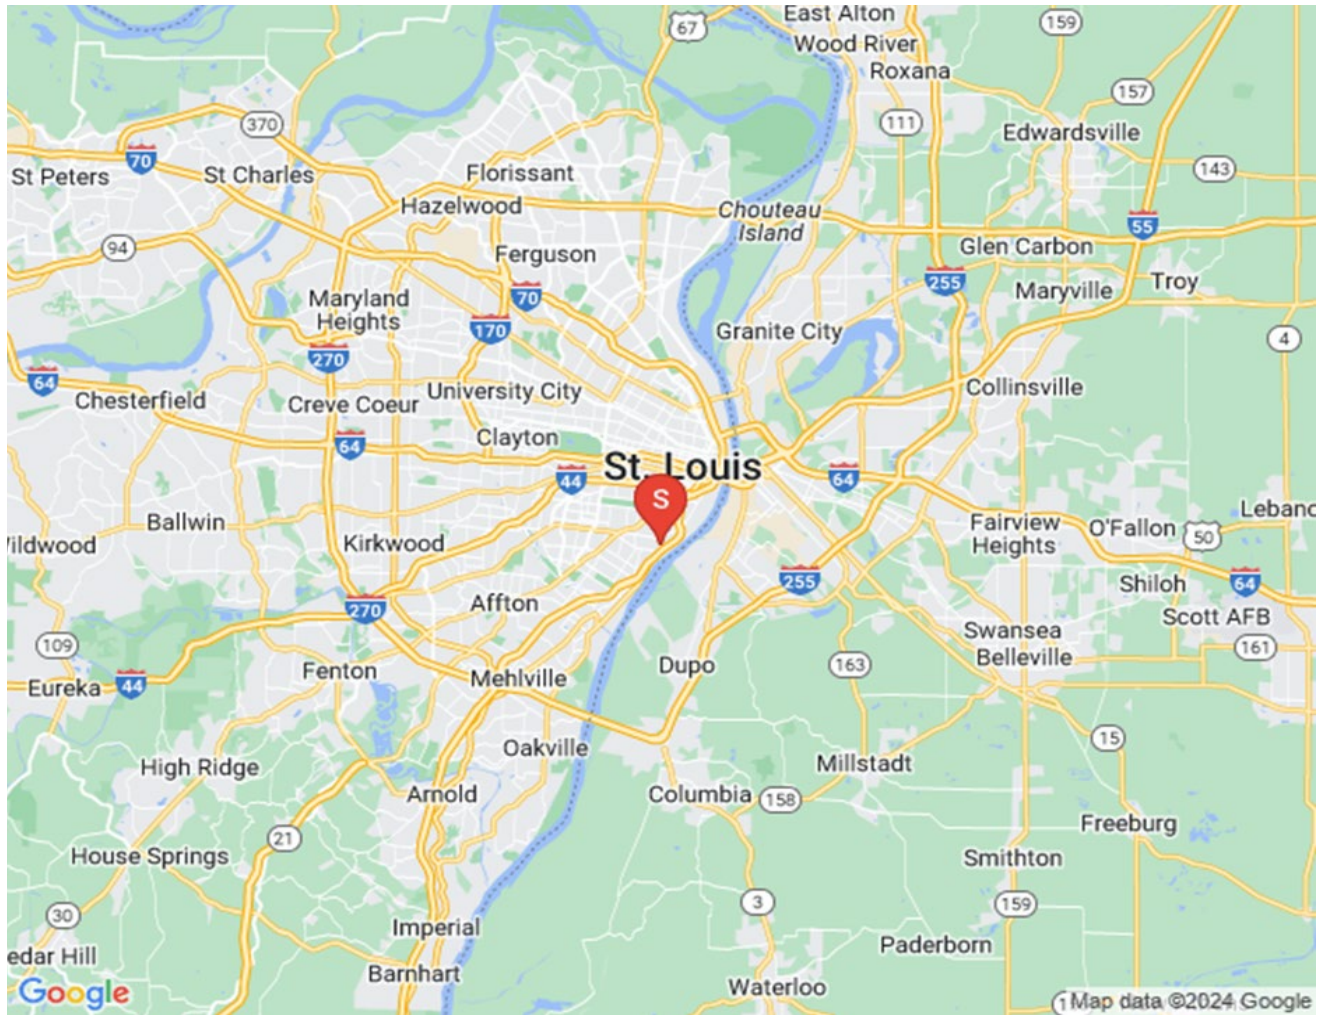 67
East Alton
159
Wood River
Roxana
157
370
111
Edwardsville
70
Florissant
143
St Peters
St Charles
Hazelwood
Chouteau
Island
55
94
Ferguson
Glen Carbon
255
Troy
Maryville
70
Maryland
Heights
170
Granite City
4
270
64
University City
Collinsville
Chesterfield
Creve Coeur
Clayton
64
St. Louis
44
64
S
Lebano
Ballwin
Fairview
Heights
O'Fallon
50
Kirkwood
255
Shiloh
64
270
Affton
Scott AFB
109
Swansea
161
Belleville
Fenton
Dupo
163
Eureka
44
Mehlville
15
Oakville
High Ridge
Millstadt
Arnold
Columbia
158
Freeburg
21
House Springs
Smithton
3
159
30
Imperial
Paderborn
edar Hill
Barnhart
Waterloo
Google
Map data ©2024 Google